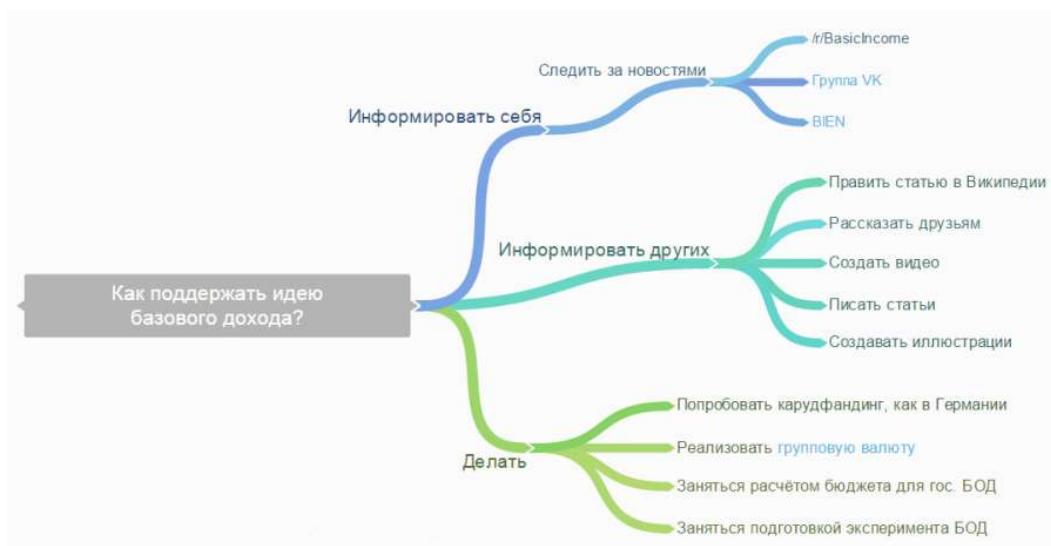 Как поддержать идею
базового дохода?
Информировать себя
Следить за новостями
/r/BasicIncome
Группа VK
BIEN
Информировать других
Править статью в Википедии
Рассказать друзьям
Создать видео
Писать статьи
Создавать иллюстрации
Делать
Попробовать карудфандинг, как в Германии
Реализовать групповую валюту
Заняться расчётом бюджета для гос. БОД
Заняться подготовкой эксперимента БОД